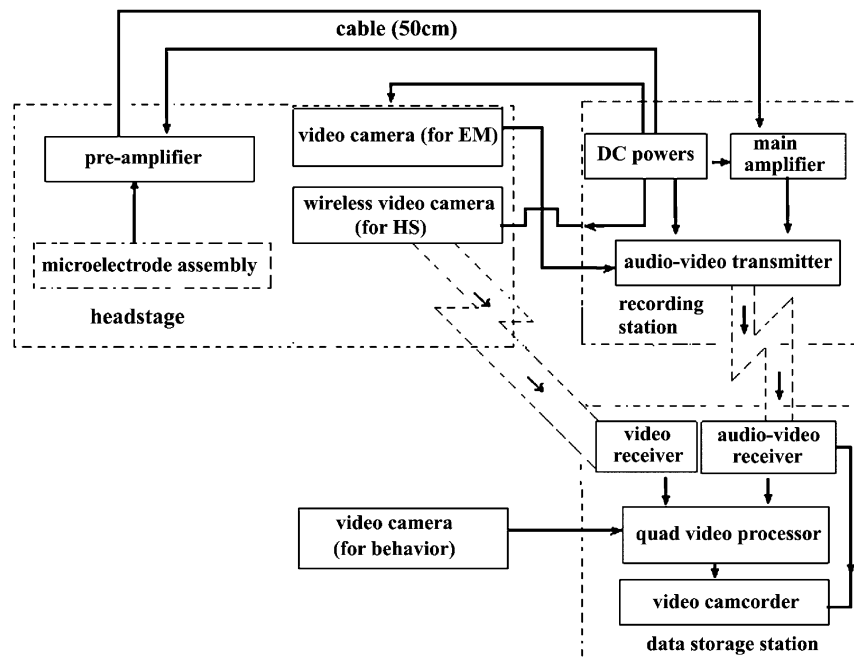 cable (50cm)
pre-amplifier
microelectrode assembly
headstage
video camera (for EM)
wireless video camera
(for HS)
DC powers
main
amplifier
audio-video transmitter
recording
station
video
receiver
audio-video
receiver
video camera
(for behavior)
quad video processor
video camcorder
data storage station